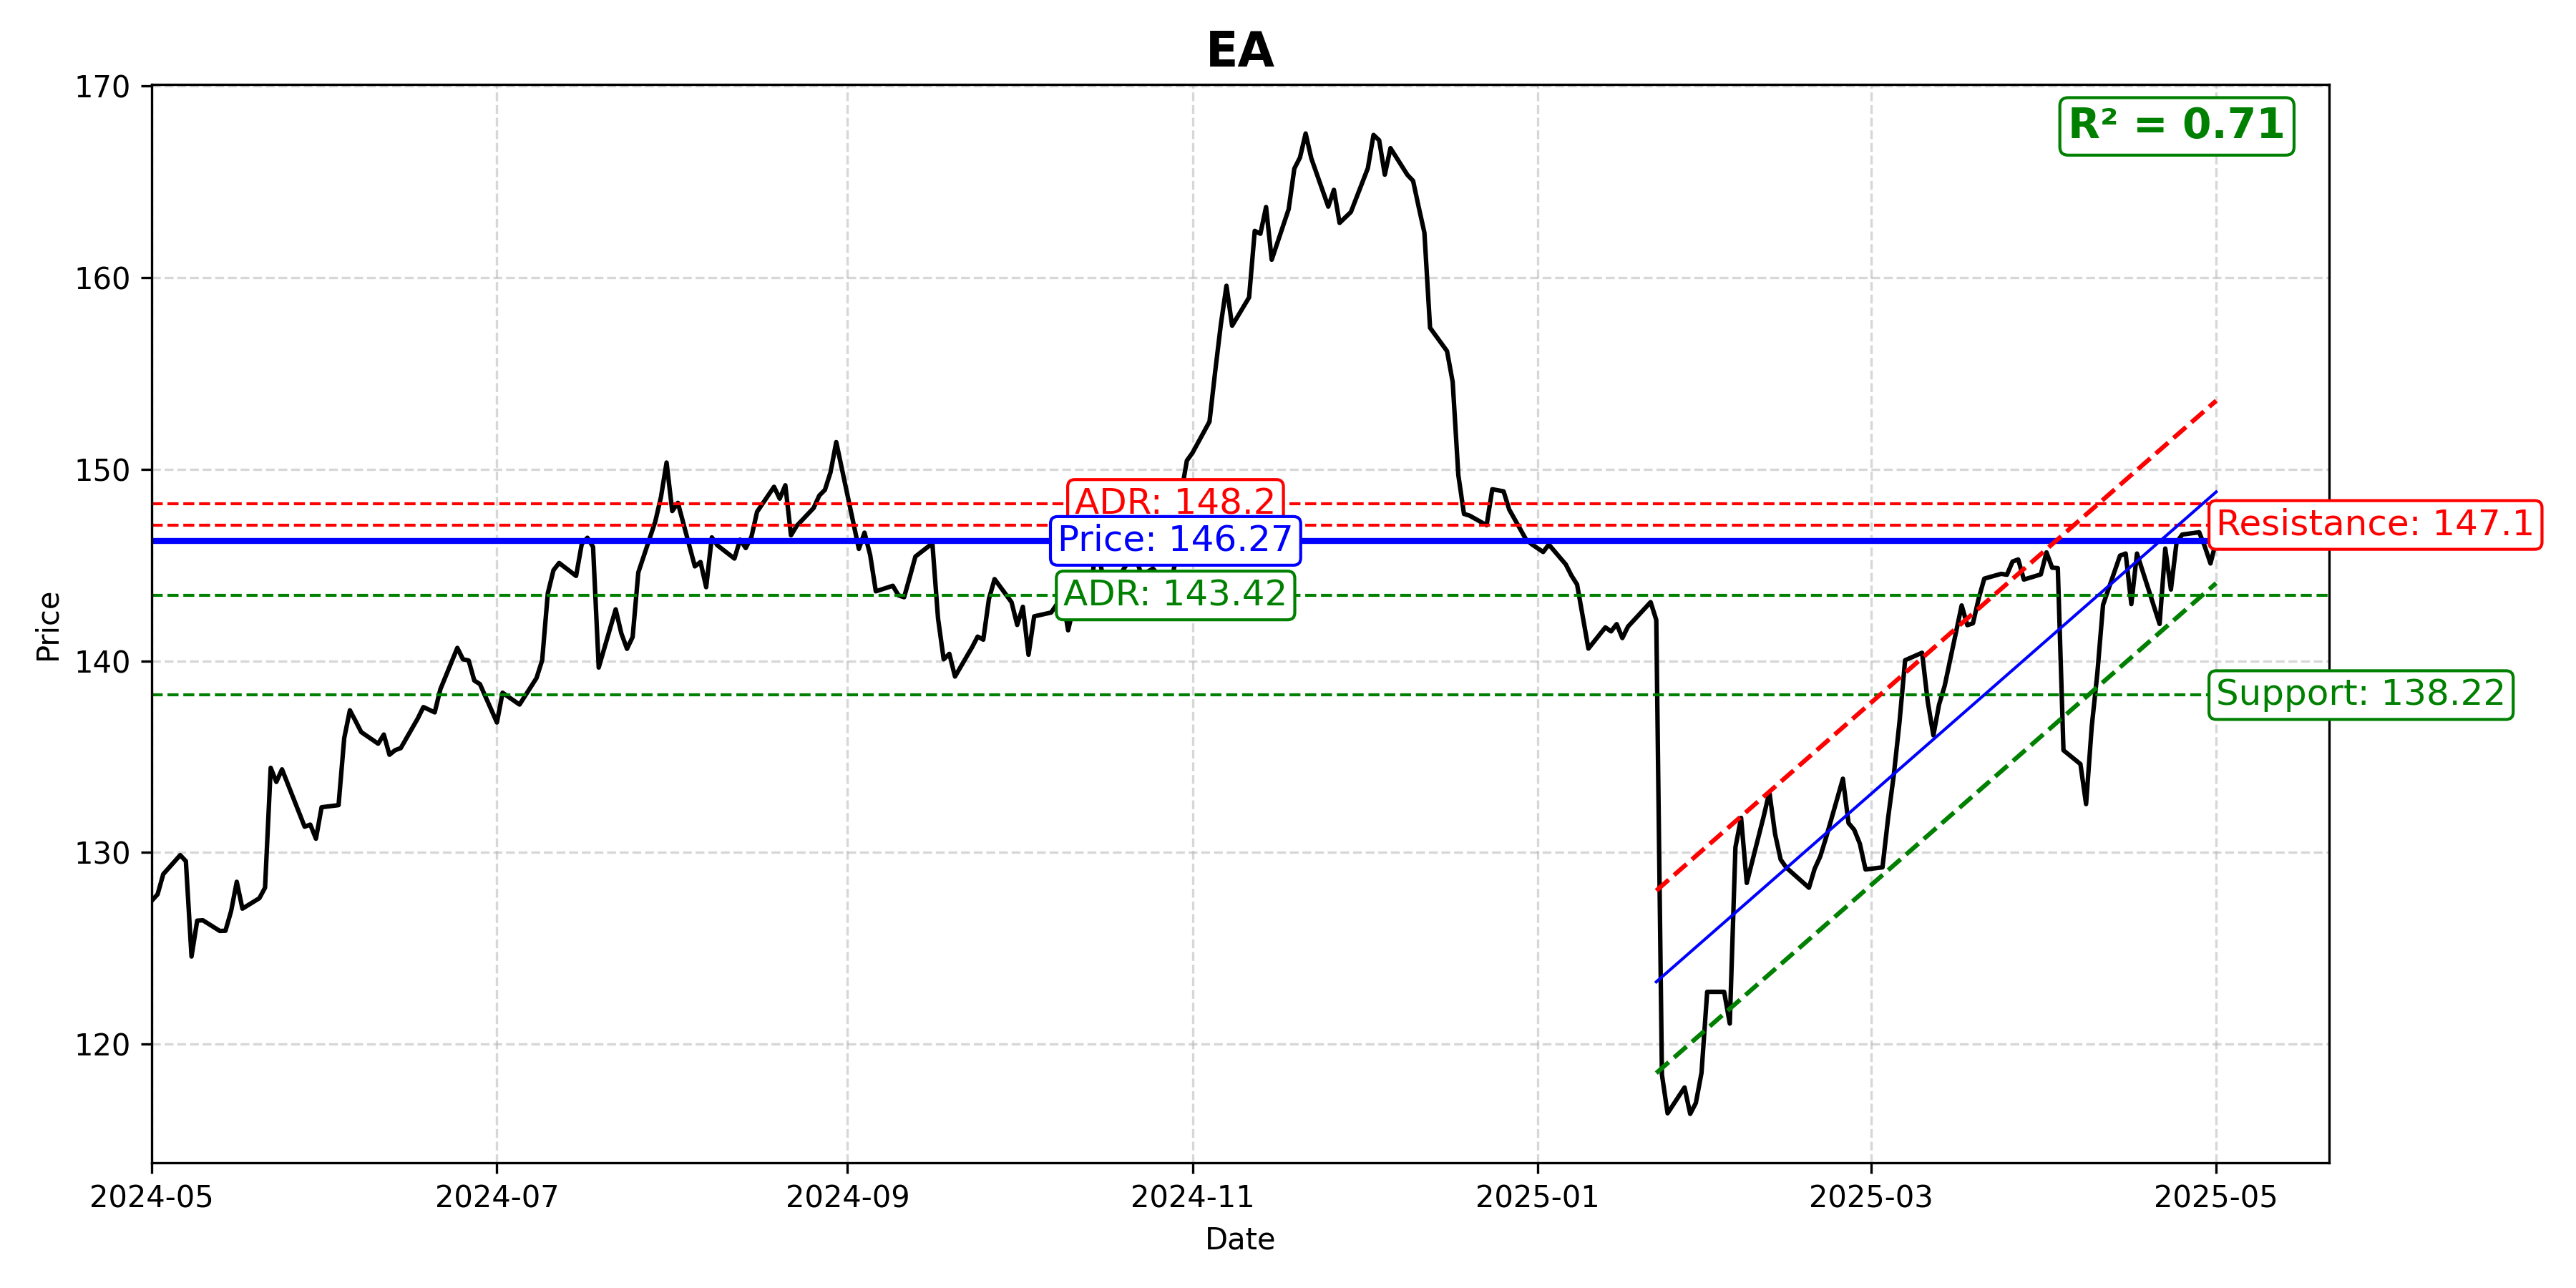 EA
R² = 0.71
170
160
150
140
130
120
Price
ADR: 148.2
Price: 146.27
ADR: 143.42
Resistance: 147.1
Support: 138.22
2024-05
2024-07
2024-09
2024-11
2025-01
2025-03
2025-05
Date